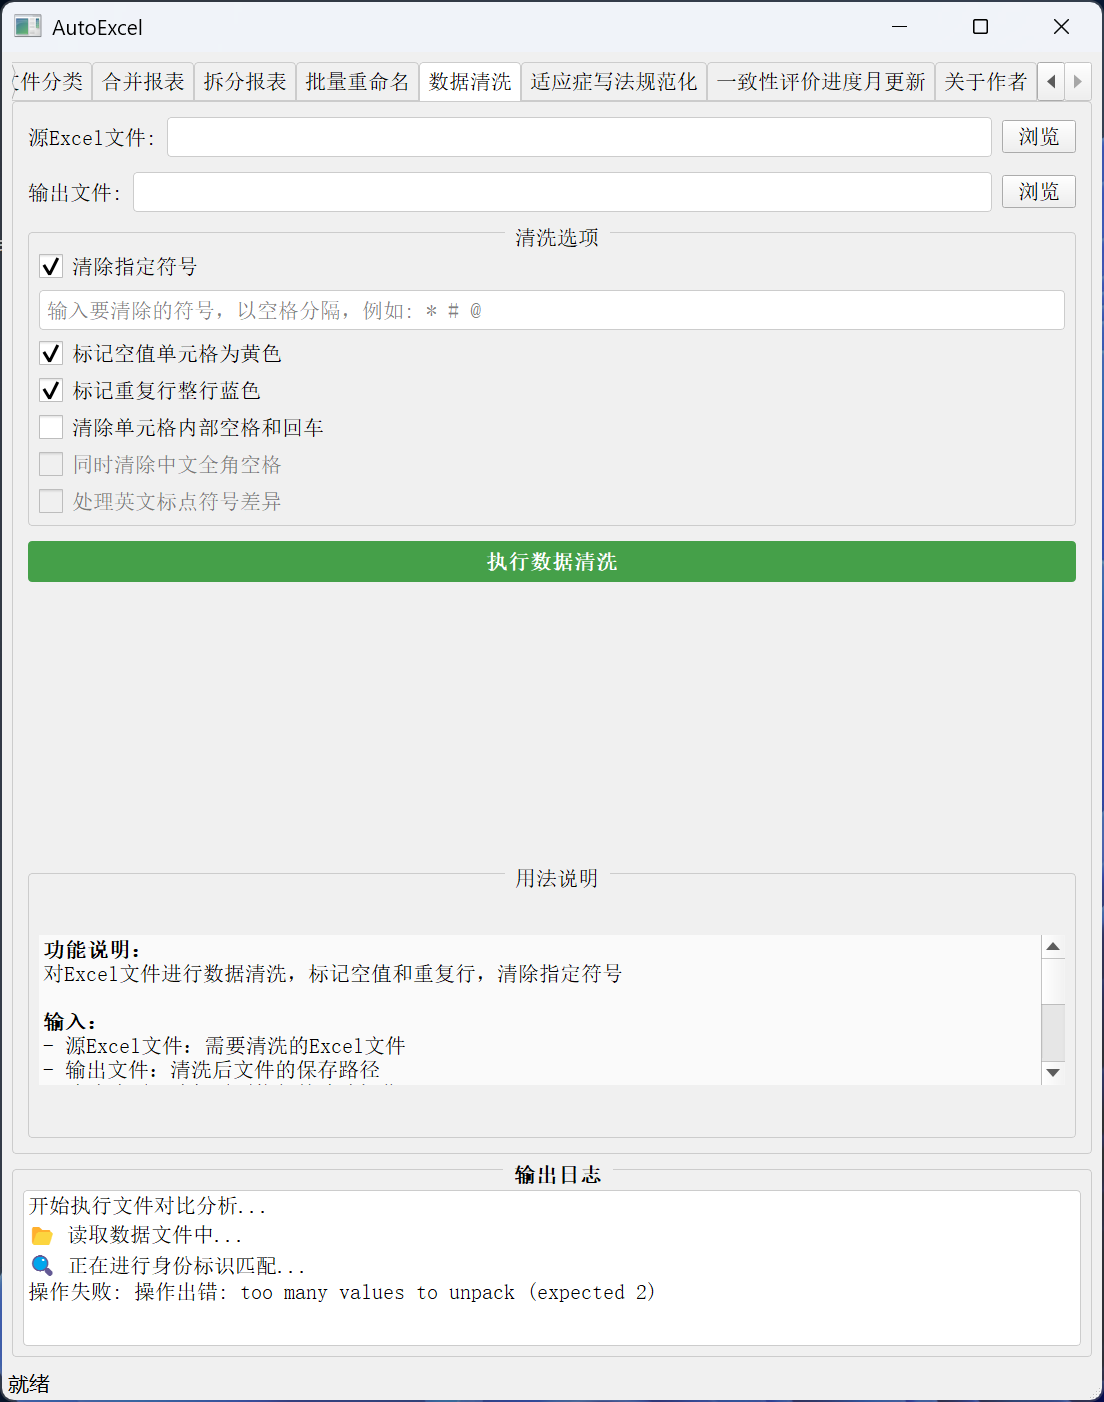 AutoExcel
件分类 合并报表 拆分报表 批量重命名 数据清洗 适应症写法规范化 一致性评价进度月更新 关于作者
源Excel文件: 浏览
输出文件: 浏览
清洗选项
清除指定符号
输入要清除的符号，以空格分隔，例如: * # @
标记空值单元格为黄色
标记重复行整行蓝色
清除单元格内部空格和回车
同时清除中文全角空格
处理英文标点符号差异
执行数据清洗
用法说明
功能说明：
对Excel文件进行数据清洗，标记空值和重复行，清除指定符号
输入：
- 源Excel文件：需要清洗的Excel文件
- 输出文件：清洗后文件的保存路径
输出日志
开始执行文件对比分析...
读取数据文件中...
正在进行身份标识匹配...
操作失败: 操作出错: too many values to unpack (expected 2)
就绪